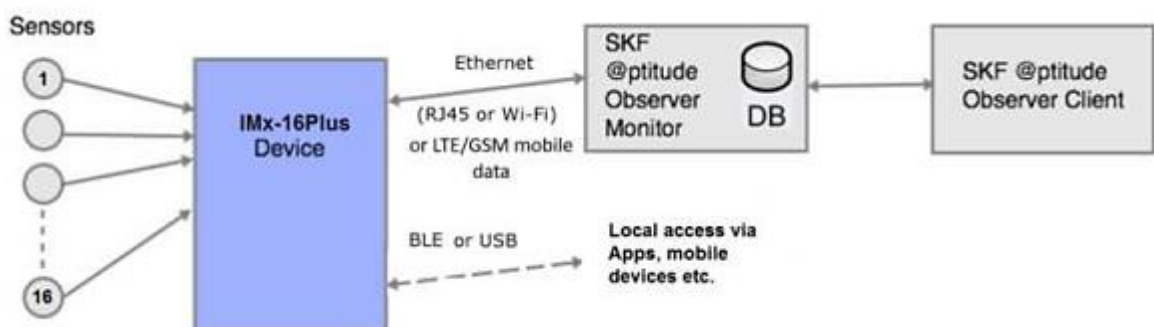 Sensors
1
16
IMx-16Plus
Device
Ethernet
(RJ45 or Wi-Fi)
or LTE/GSM mobile
data
BLE or USB
SKF
@ptitude
Observer
Monitor
DB
SKF @ptitude
Observer Client
Local access via
Apps, mobile
devices etc.